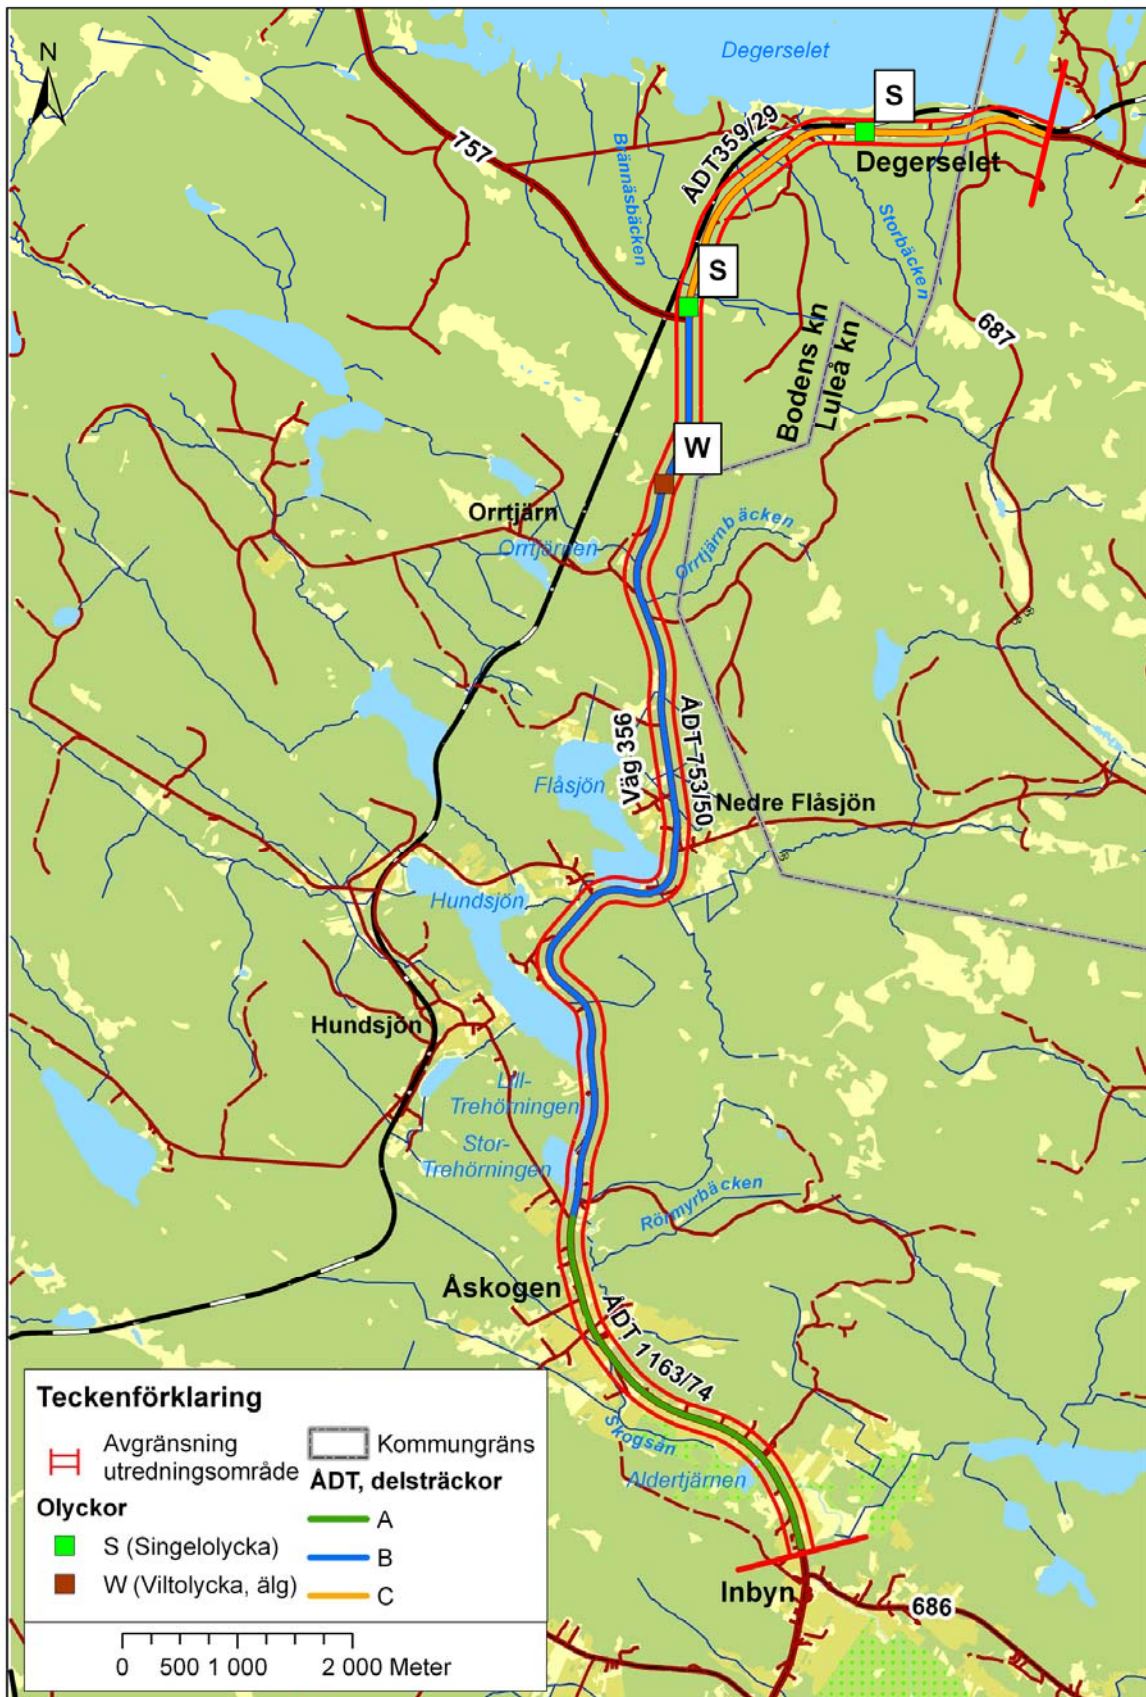 Degerselet
N
S
757
ÅDT359/29
Brännäsbäcken
Degerselet
Storbäcken
S
687
Bodens kn
Luleå kn
W
Orrtjärn
Orrtjärnen
Orrtjärnbäcken
Väg 356
ÅDT 753/50
Flåsjön
Nedre Flåsjön
Hundsjön
Hundsjön
Lill-
Trehörningen
Stor-
Trehörningen
Rörmyrbäcken
Åskogen
ÅDT 1163/74
Skogsån
Aldertjärnen
Inbyn
686
Teckenförklaring
Avgränsning
utredningsområde
Olyckor
S (Singelolycka)
W (Viltolycka, älg)
Kommungräns
ÅDT, delsträckor
A
B
C
0 500 1 000 2 000 Meter